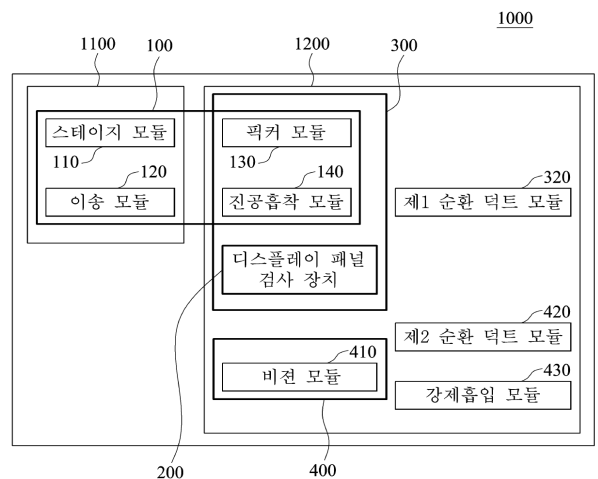 1000
1100
100
1200
300
스테이지 모듈
픽커 모듈
110
120
130
140
320
이송 모듈
진공흡착 모듈
제1 순환 덕트 모듈
디스플레이 패널
검사 장치
420
제2 순환 덕트 모듈
410
430
비젼 모듈
강제흡입 모듈
200
400